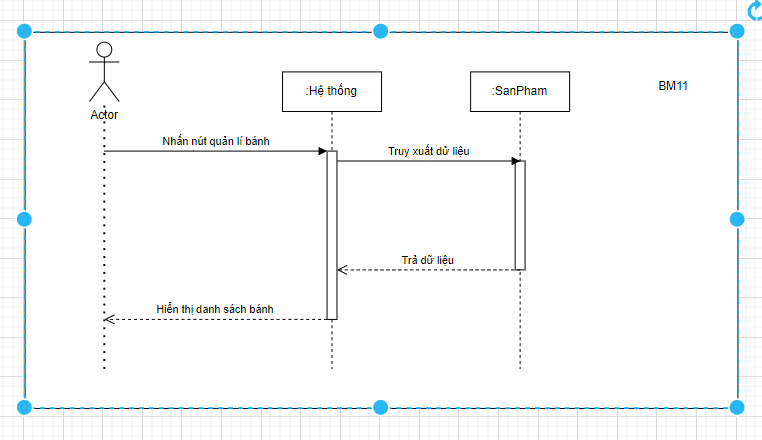 :Hệ thống
:SanPham
BM11
Actor
Nhấn nút quản lí bánh
Truy xuất dử liệu
Trả dữ liệu
Hiển thị danh sách bánh